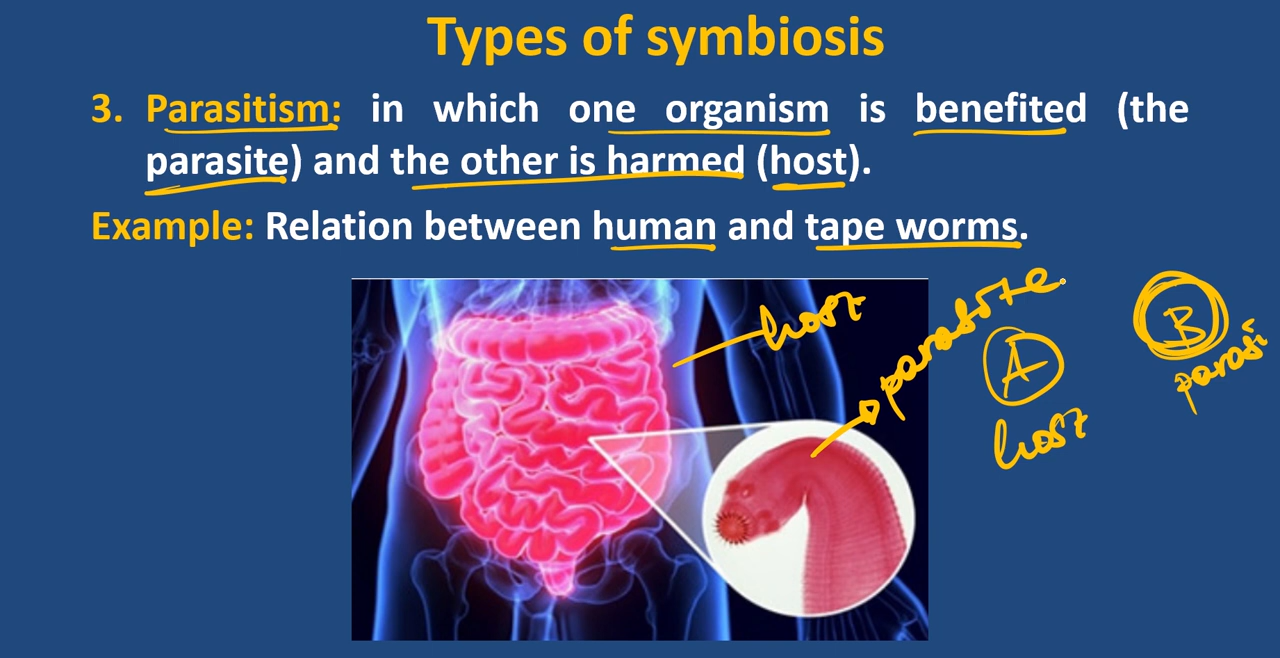 Types of symbiosis
3. Parasitism: in which one organism is benefited (the
parasite) and the other is harmed (host).
Example: Relation between human and tape worms.
host
parasite
A
host
B
parasi